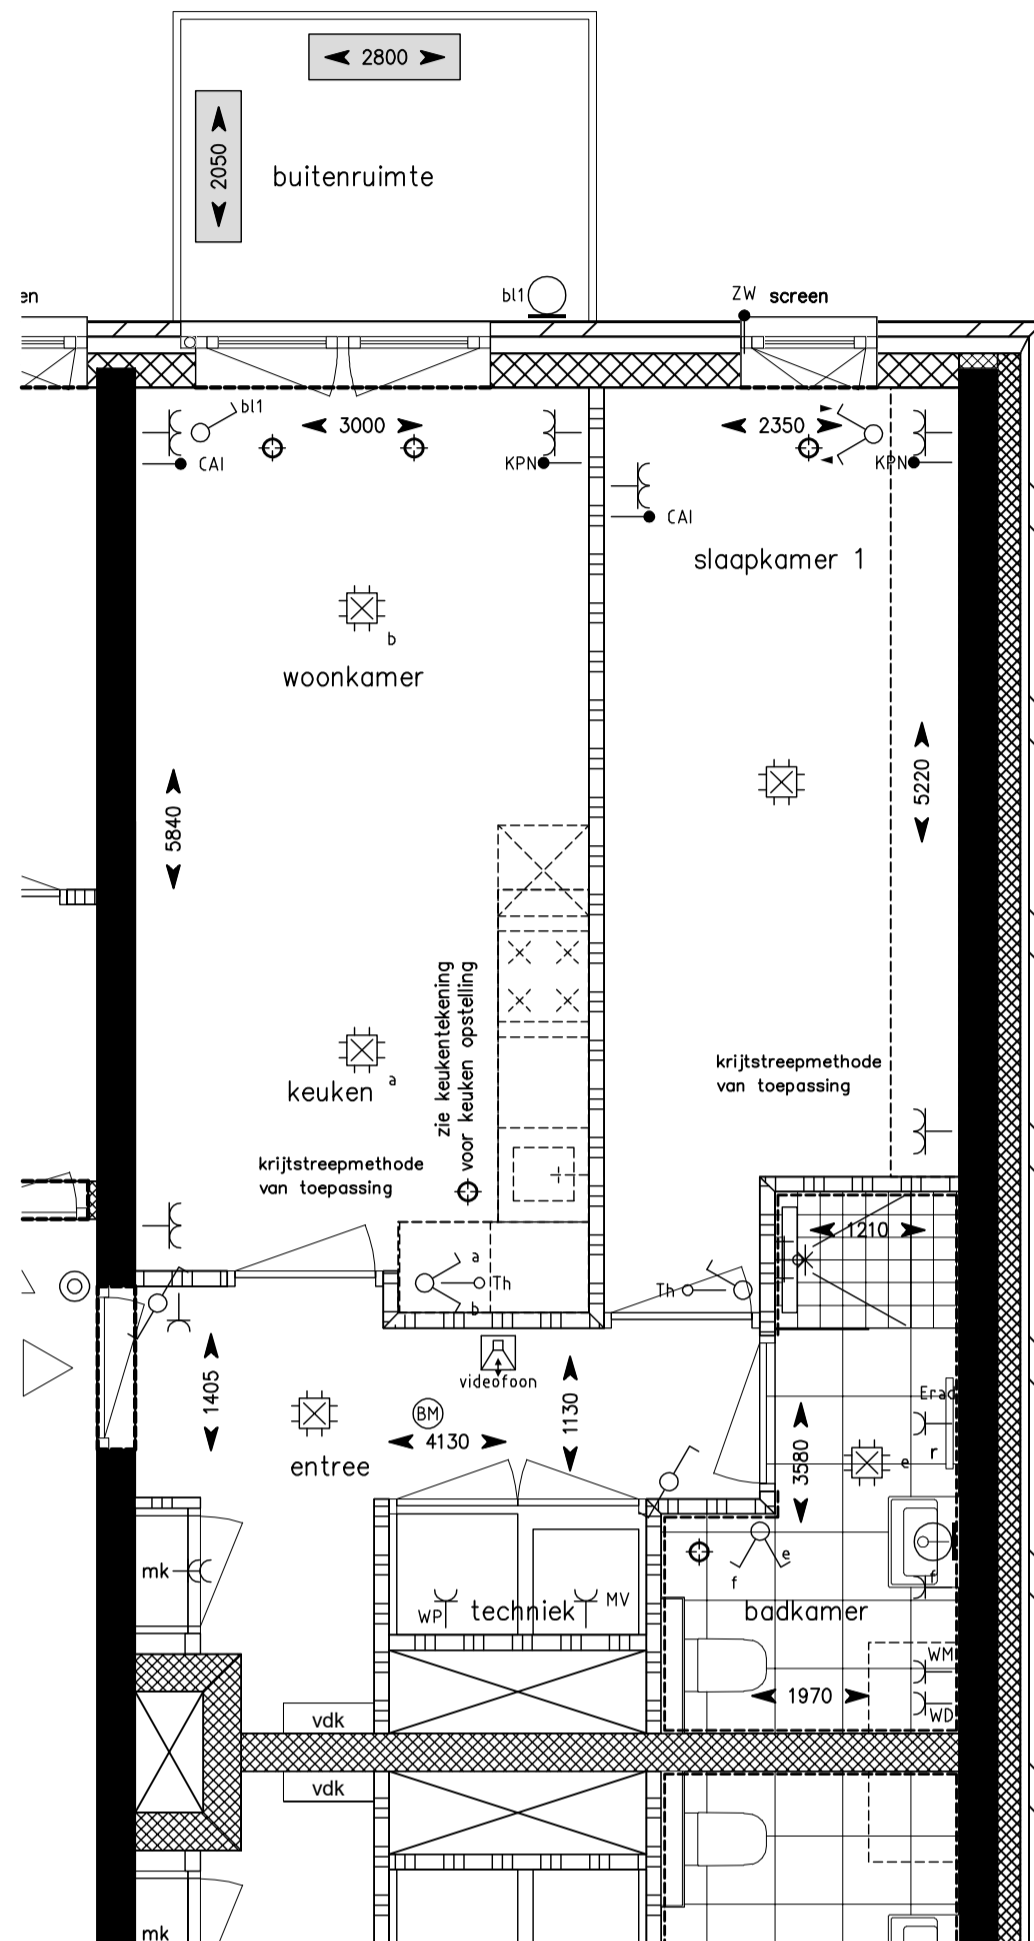 2800
2050
buitenruimte
en
bl1
ZW screen
bl1
3000
2350
CAI
KPN
KPN
CAI
slaapkamer 1
b
woonkamer
5840
5220
zie keukentekening
voor keuken opstelling
keuken
a
krijtstreepmethode
van toepassing
krijtstreepmethode
van toepassing
1210
a
Th
b
Th
videofoon
1405
1130
BM
4130
entree
3580
Erad
r
e
mk
e
f
f
WP
techniek
MV
badkamer
WM
1970
WD
vdk
vdk
mk